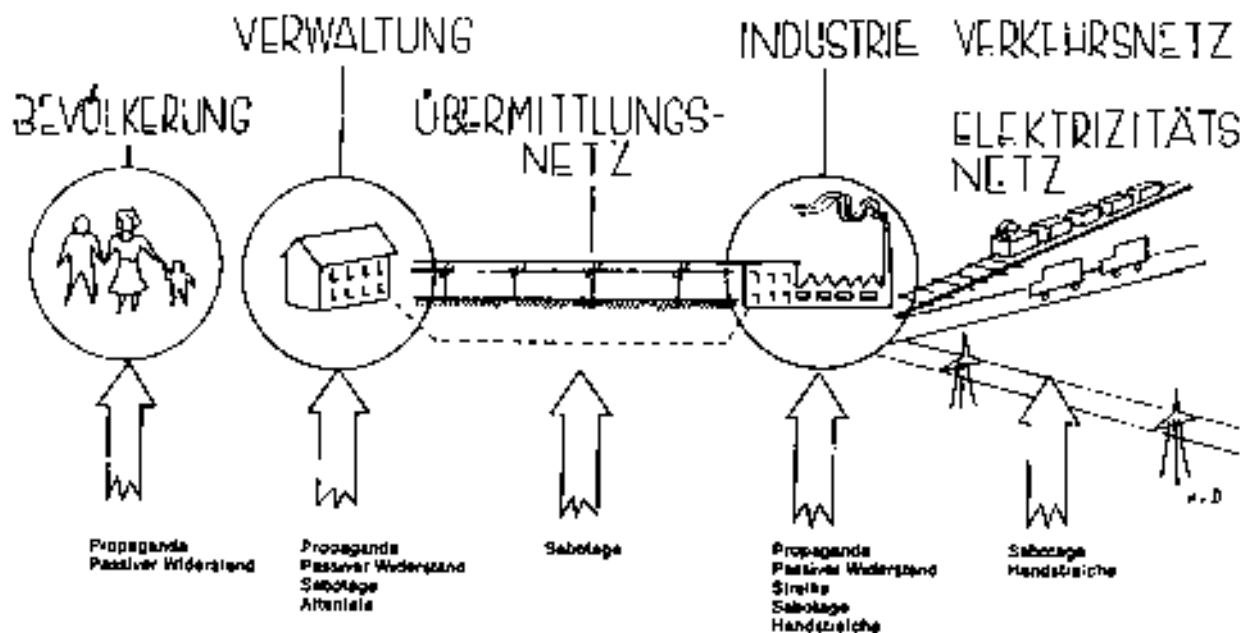 VERWALTUNG
INDUSTRIE
VERKEHRSNETZ
BEVÖLKERUNG
ÜBERMITTLUNGS-
NETZ
ELEKTRIZITÄTS
NETZ
Propaganda
Passiver Widerstand
Propaganda
Passiver Widerstand
Sabotage
Attentate
Sabotage
Propaganda
Passiver Widerstand
Streiks
Sabotage
Handstreiche
Sabotage
Handstreiche